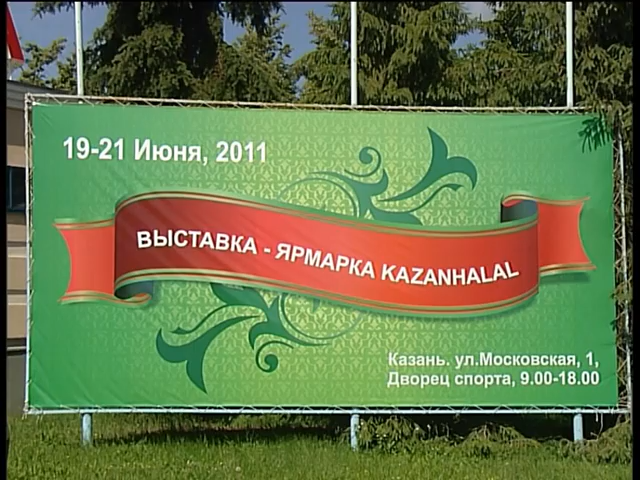 19-21 Июня, 2011
ВЫСТАВКА - ЯРМАРКА KAZANHALAL
Казань. ул.Московская, 1,
Дворец спорта, 9.00-18.00